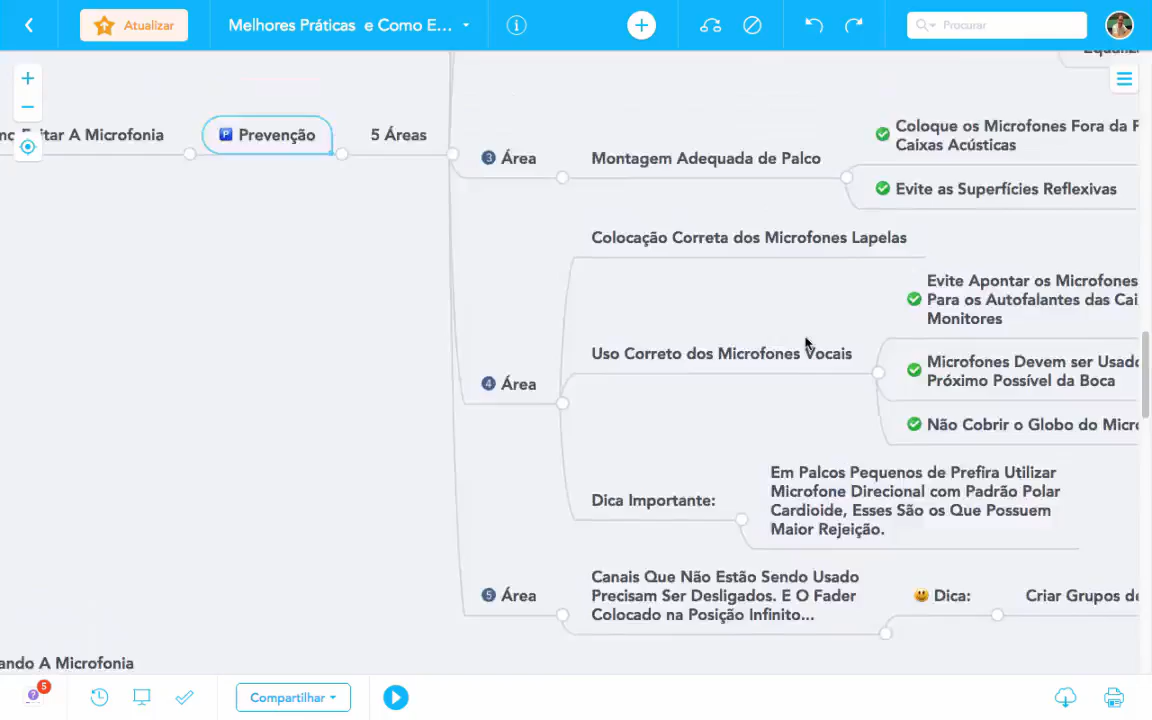 Atualizar
Melhores Práticas e Como E...
Procurar
Evitar A Microfonia
Prevenção
5 Áreas
3 Área
Montagem Adequada de Palco
Coloque os Microfones Fora da
Caixas Acústicas
Evite as Superfícies Reflexivas
4 Área
Colocação Correta dos Microfones Lapelas
Uso Correto dos Microfones Vocais
Evite Apontar os Microfones
Para os Autofalantes das Cai
Monitores
Microfones Devem ser Usado
Próximo Possível da Boca
Não Cobrir o Globo do Micro
Dica Importante:
Em Palcos Pequenos de Prefira Utilizar
Microfone Direcional com Padrão Polar
Cardioide, Esses São os Que Possuem
Maior Rejeição.
5 Área
Canais Que Não Estão Sendo Usado
Precisam Ser Desligados. E O Fader
Colocado na Posição Infinito...
Dica:
Criar Grupos de
ando A Microfonia
5
Compartilhar